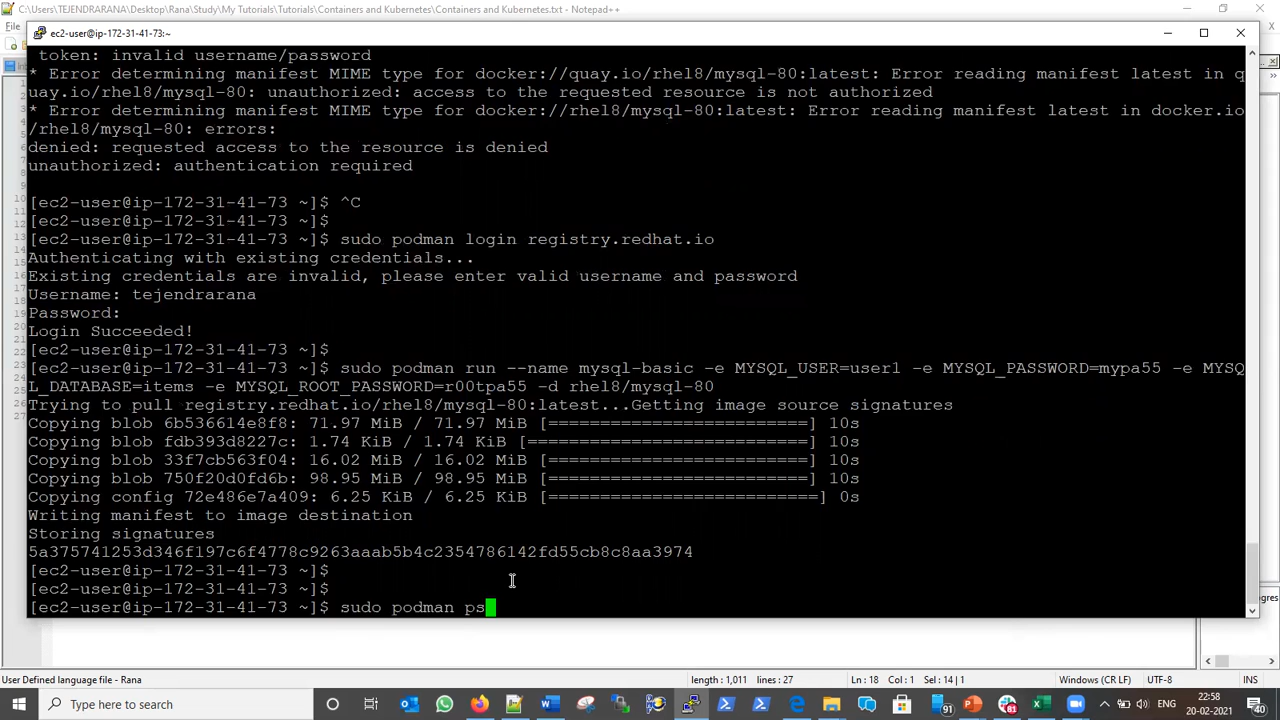 C:\Users\TEJENDRARANA\Desktop\Rana\Study\My Tutorials\Tutorials\Containers and Kubernetes\Containers and Kubernetes.txt - Notepad++
File
ec2-user@ip-172-31-41-73:~
token: invalid username/password
* Error determining manifest MIME type for docker://quay.io/rhel8/mysql-80:latest: Error reading manifest latest in q
uay.io/rhel8/mysql-80: unauthorized: access to the requested resource is not authorized
* Error determining manifest MIME type for docker://rhel8/mysql-80:latest: Error reading manifest latest in docker.io
/rhel8/mysql-80: errors:
denied: requested access to the resource is denied
unauthorized: authentication required
[ec2-user@ip-172-31-41-73 ~]$ ^C
[ec2-user@ip-172-31-41-73 ~]$
[ec2-user@ip-172-31-41-73 ~]$ sudo podman login registry.redhat.io
Authenticating with existing credentials...
Existing credentials are invalid, please enter valid username and password
Username: tejendrarana
Password:
Login Succeeded!
[ec2-user@ip-172-31-41-73 ~]$
[ec2-user@ip-172-31-41-73 ~]$ sudo podman run --name mysql-basic -e MYSQL_USER=user1 -e MYSQL_PASSWORD=mypa55 -e MYSQ
L_DATABASE=items -e MYSQL_ROOT_PASSWORD=r00tpa55 -d rhel8/mysql-80
Trying to pull registry.redhat.io/rhel8/mysql-80:latest...Getting image source signatures
Copying blob 6b536614e8f8: 71.97 MiB / 71.97 MiB [==========================] 10s
Copying blob fdb393d8227c: 1.74 KiB / 1.74 KiB [============================] 10s
Copying blob 33f7cb563f04: 16.02 MiB / 16.02 MiB [==========================] 10s
Copying blob 750f20d0fd6b: 98.95 MiB / 98.95 MiB [==========================] 10s
Copying config 72e486e7a409: 6.25 KiB / 6.25 KiB [==========================] 0s
Writing manifest to image destination
Storing signatures
5a375741253d346f197c6f4778c9263aaab5b4c2354786142fd55cb8c8aa3974
[ec2-user@ip-172-31-41-73 ~]$
[ec2-user@ip-172-31-41-73 ~]$
[ec2-user@ip-172-31-41-73 ~]$ sudo podman ps
User Defined language file - Rana
length : 1,011 lines : 27
Ln : 18 Col : 1 Sel : 14 | 1
Windows (CR LF)
UTF-8
INS
Type here to search
91
ENG
22:58
20-02-2021
40